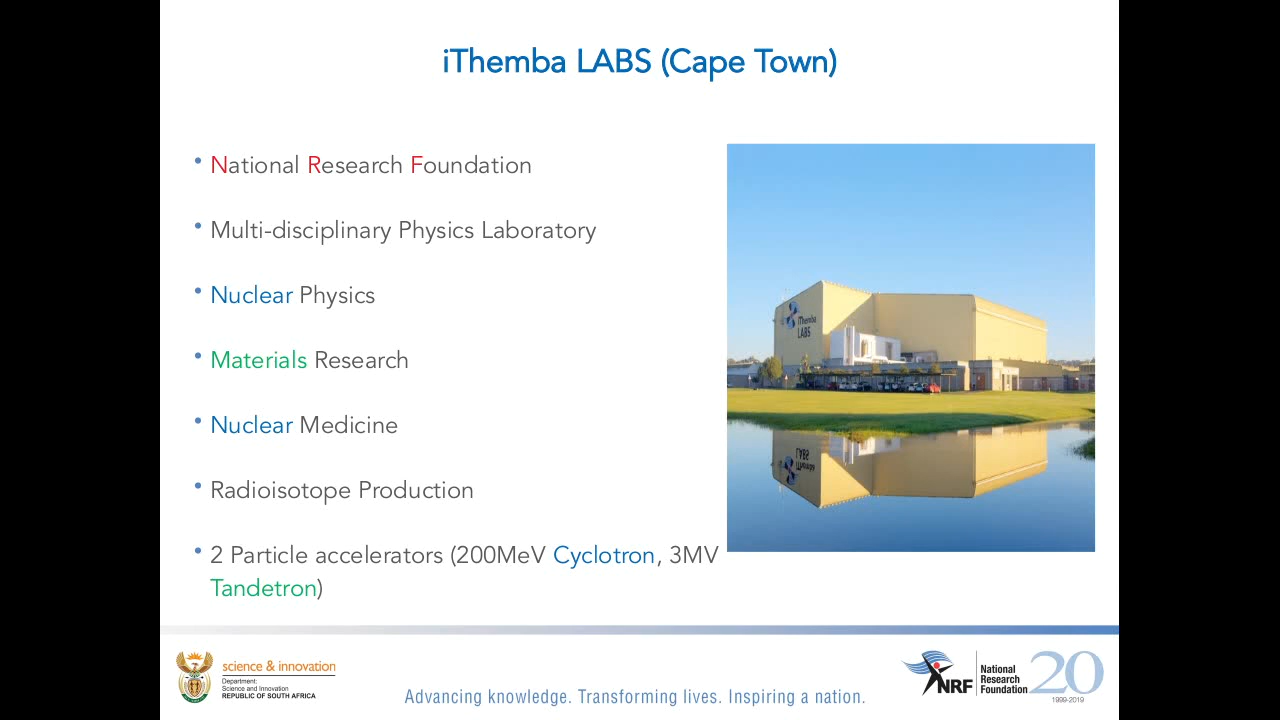 iThemba LABS (Cape Town)
• National Research Foundation
• Multi-disciplinary Physics Laboratory
• Nuclear Physics
• Materials Research
• Nuclear Medicine
• Radioisotope Production
• 2 Particle accelerators (200MeV Cyclotron, 3MV
Tandetron)
iThemba
LABS
science & innovation
Department:
Science and Innovation
REPUBLIC OF SOUTH AFRICA
Advancing knowledge. Transforming lives. Inspiring a nation.
NRF
National
Research
Foundation
20
1999-2019